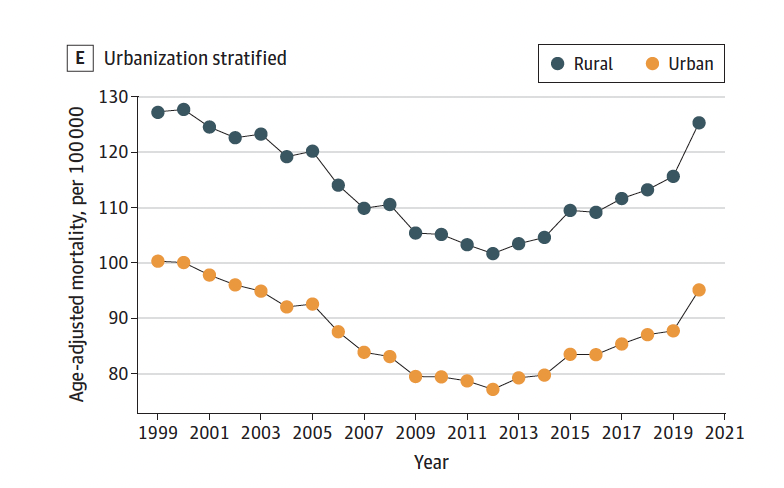 E Urbanization stratified
Rural Urban
Age-adjusted mortality, per 100 000
130
120
110
100
90
80
1999 2001 2003 2005 2007 2009 2011 2013 2015 2017 2019 2021
Year